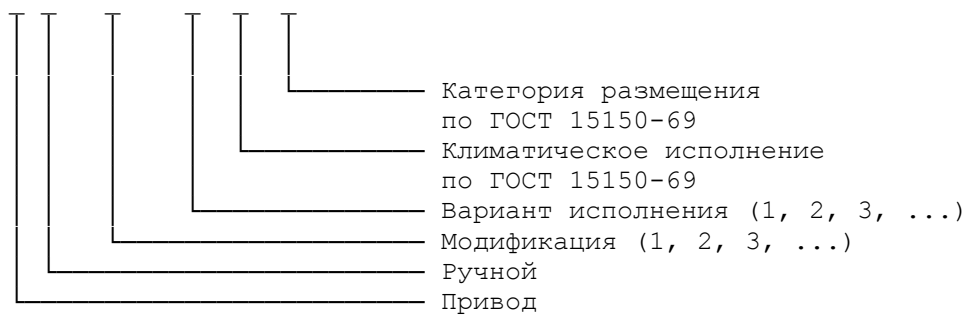 Категория размещения
по ГОСТ 15150-69
Климатическое исполнение
по ГОСТ 15150-69
Вариант исполнения (1, 2, 3, ...)
Модификация (1, 2, 3, ...)
Ручной
Привод